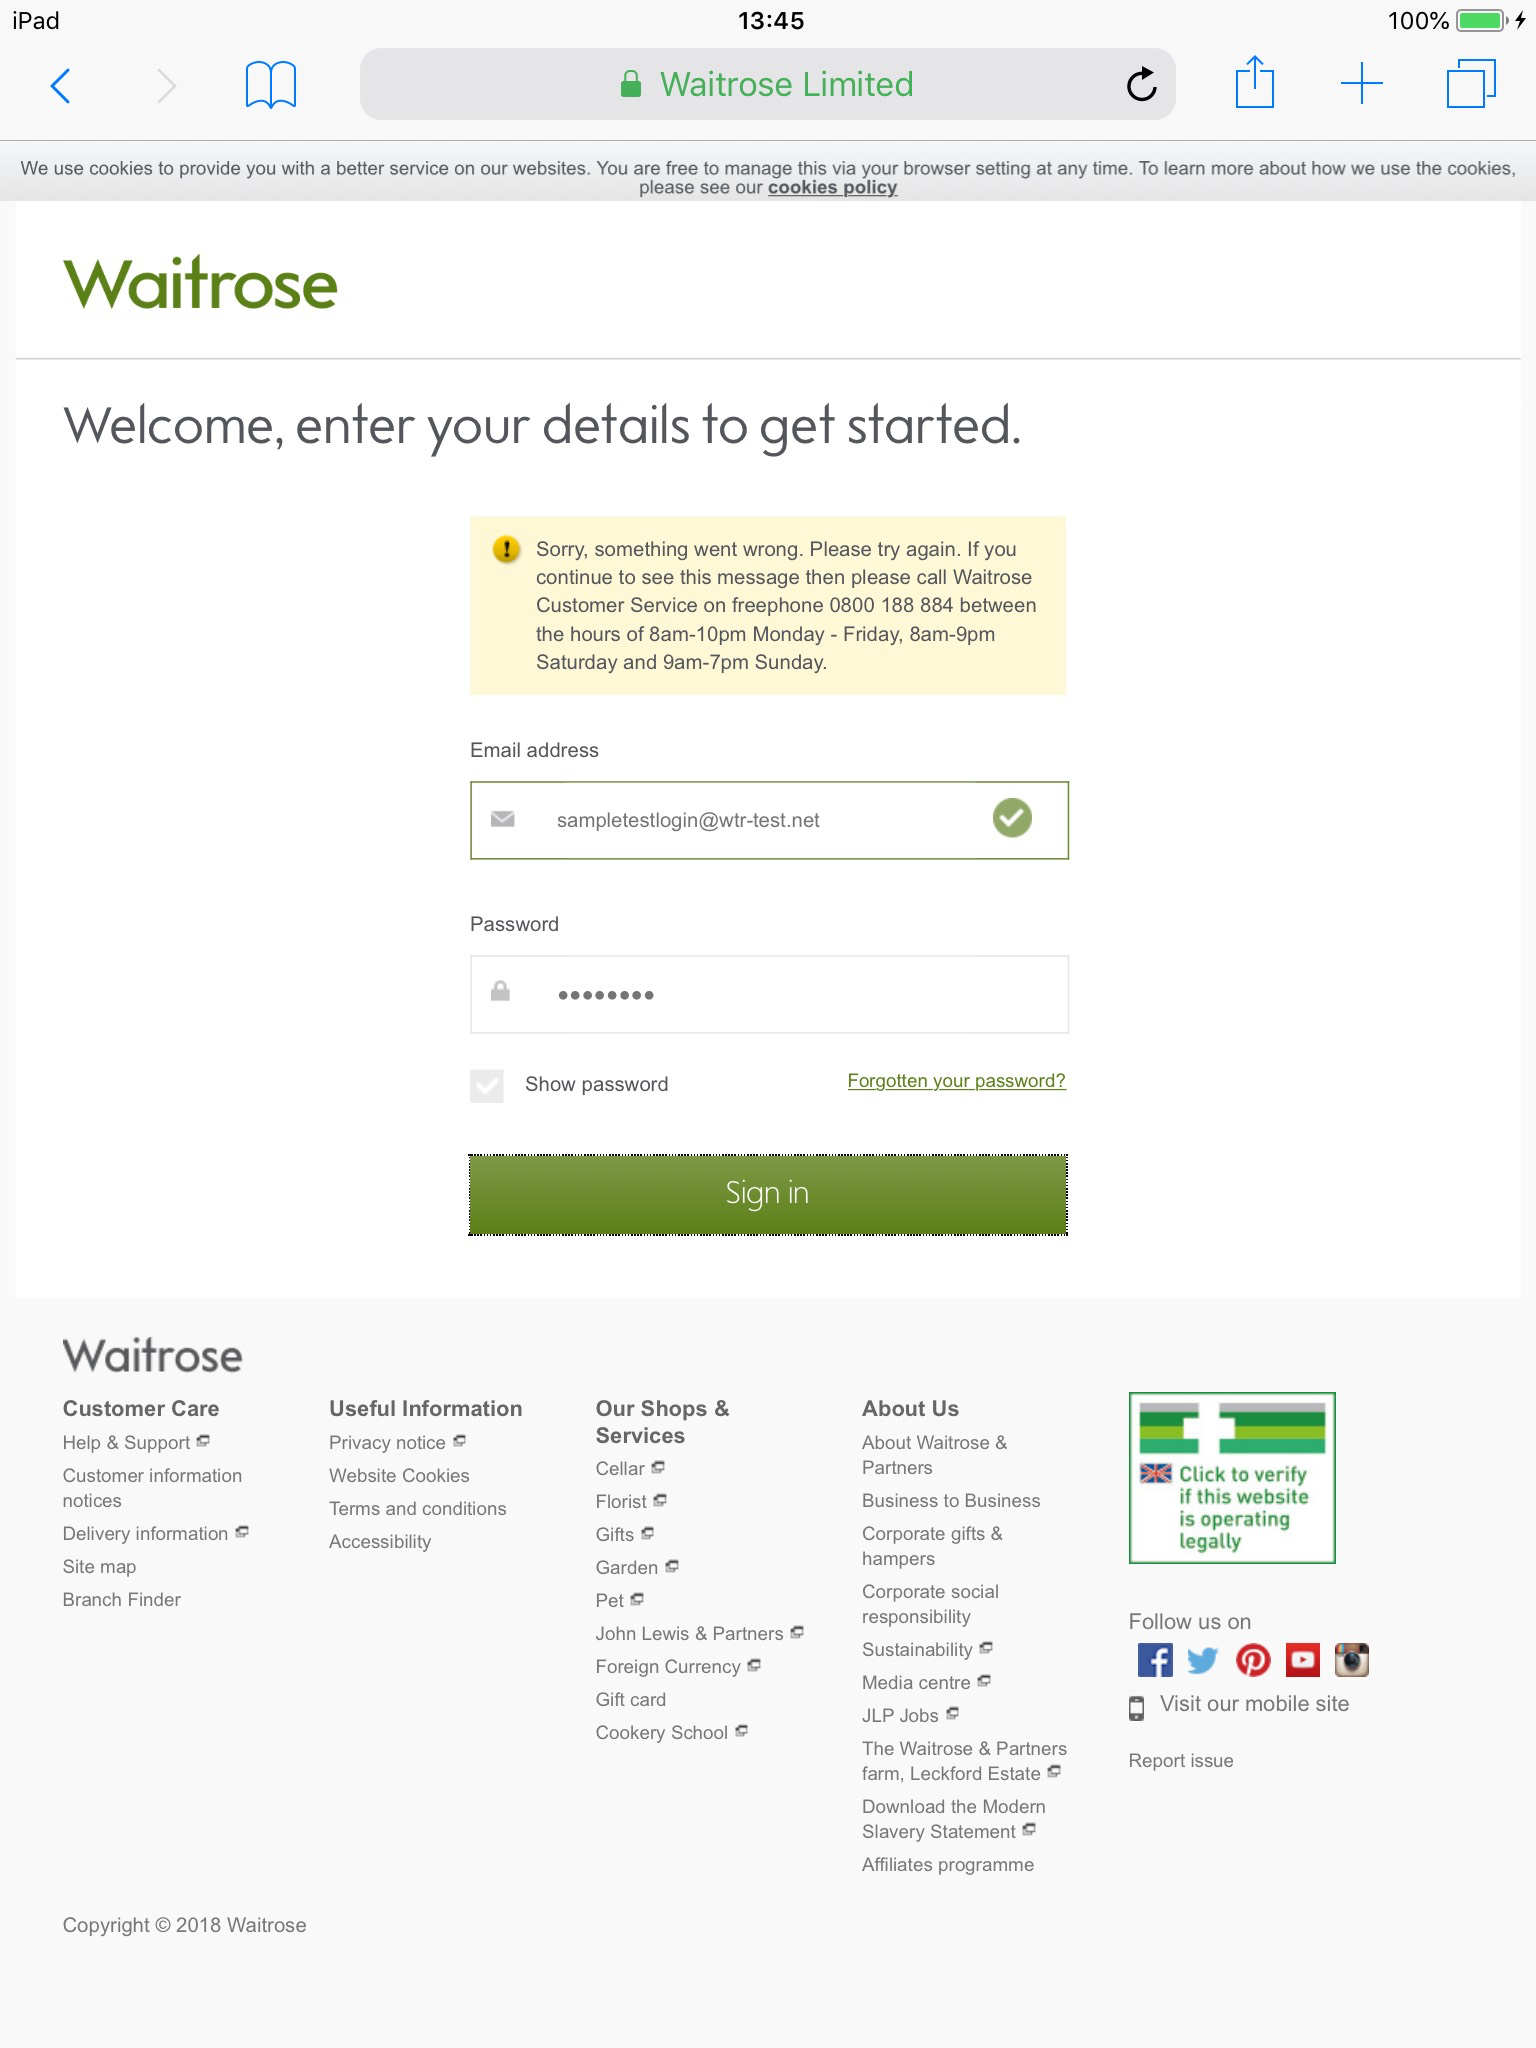 iPad
13:45
100%
Waitrose Limited
We use cookies to provide you with a better service on our websites. You are free to manage this via your browser setting at any time. To learn more about how we use the cookies,
please see our cookies policy
Waitrose
Welcome, enter your details to get started.
Sorry, something went wrong. Please try again. If you
continue to see this message then please call Waitrose
Customer Service on freephone 0800 188 884 between
the hours of 8am-10pm Monday - Friday, 8am-9pm
Saturday and 9am-7pm Sunday.
Email address
sampletestlogin@wtr-test.net
Password
••••••••
Show password
Forgotten your password?
Sign in
Waitrose
Customer Care
Help & Support
Customer information
notices
Delivery information
Site map
Branch Finder
Useful Information
Privacy notice
Website Cookies
Terms and conditions
Accessibility
Our Shops &
Services
Cellar
Florist
Gifts
Garden
Pet
John Lewis & Partners
Foreign Currency
Gift card
Cookery School
About Us
About Waitrose &
Partners
Business to Business
Corporate gifts &
hampers
Corporate social
responsibility
Sustainability
Media centre
JLP Jobs
The Waitrose & Partners
farm, Leckford Estate
Download the Modern
Slavery Statement
Affiliates programme
Click to verify
if this website
is operating
legally
Follow us on
Visit our mobile site
Report issue
Copyright © 2018 Waitrose